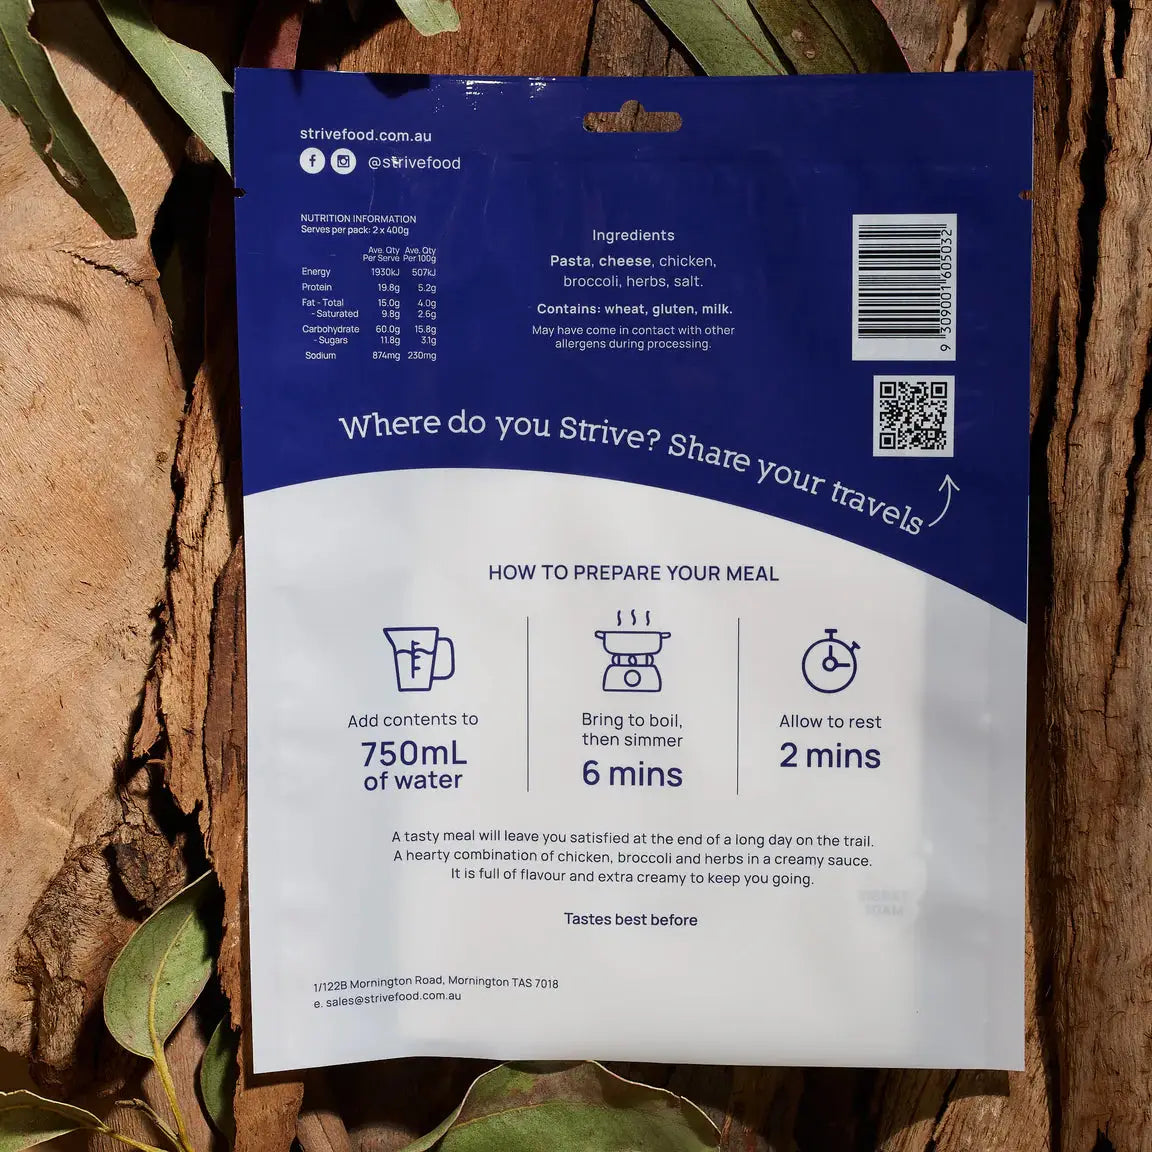 strivefood.com.au
@strivefood
NUTRITION INFORMATION
Serves per pack: 2 x 400g
Ave. Qty Ave. Qty
Per Serve Per 100g
Energy 1930kJ 507kJ
Protein 19.8g 5.2g
Fat - Total 15.0g 4.0g
- Saturated 9.8g 2.6g
Carbohydrate 60.0g 15.8g
- Sugars 11.8g 3.1g
Sodium 874mg 230mg
Ingredients
Pasta, cheese, chicken,
broccoli, herbs, salt.
Contains: wheat, gluten, milk.
May have come in contact with other
allergens during processing.
9 309001 605032
Where do you Strive? Share your travels
HOW TO PREPARE YOUR MEAL
Add contents to
750mL
of water
Bring to boil,
then simmer
6 mins
Allow to rest
2 mins
A tasty meal will leave you satisfied at the end of a long day on the trail.
A hearty combination of chicken, broccoli and herbs in a creamy sauce.
It is full of flavour and extra creamy to keep you going.
Tastes best before
1/122B Mornington Road, Mornington TAS 7018
e. sales@strivefood.com.au